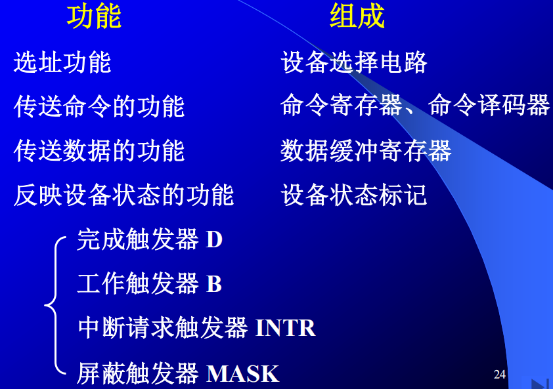 功能 组成
选址功能 设备选择电路
传送命令的功能 命令寄存器、命令译码器
传送数据的功能 数据缓冲寄存器
反映设备状态的功能 设备状态标记
完成触发器 D
工作触发器 B
中断请求触发器 INTR
屏蔽触发器 MASK
24